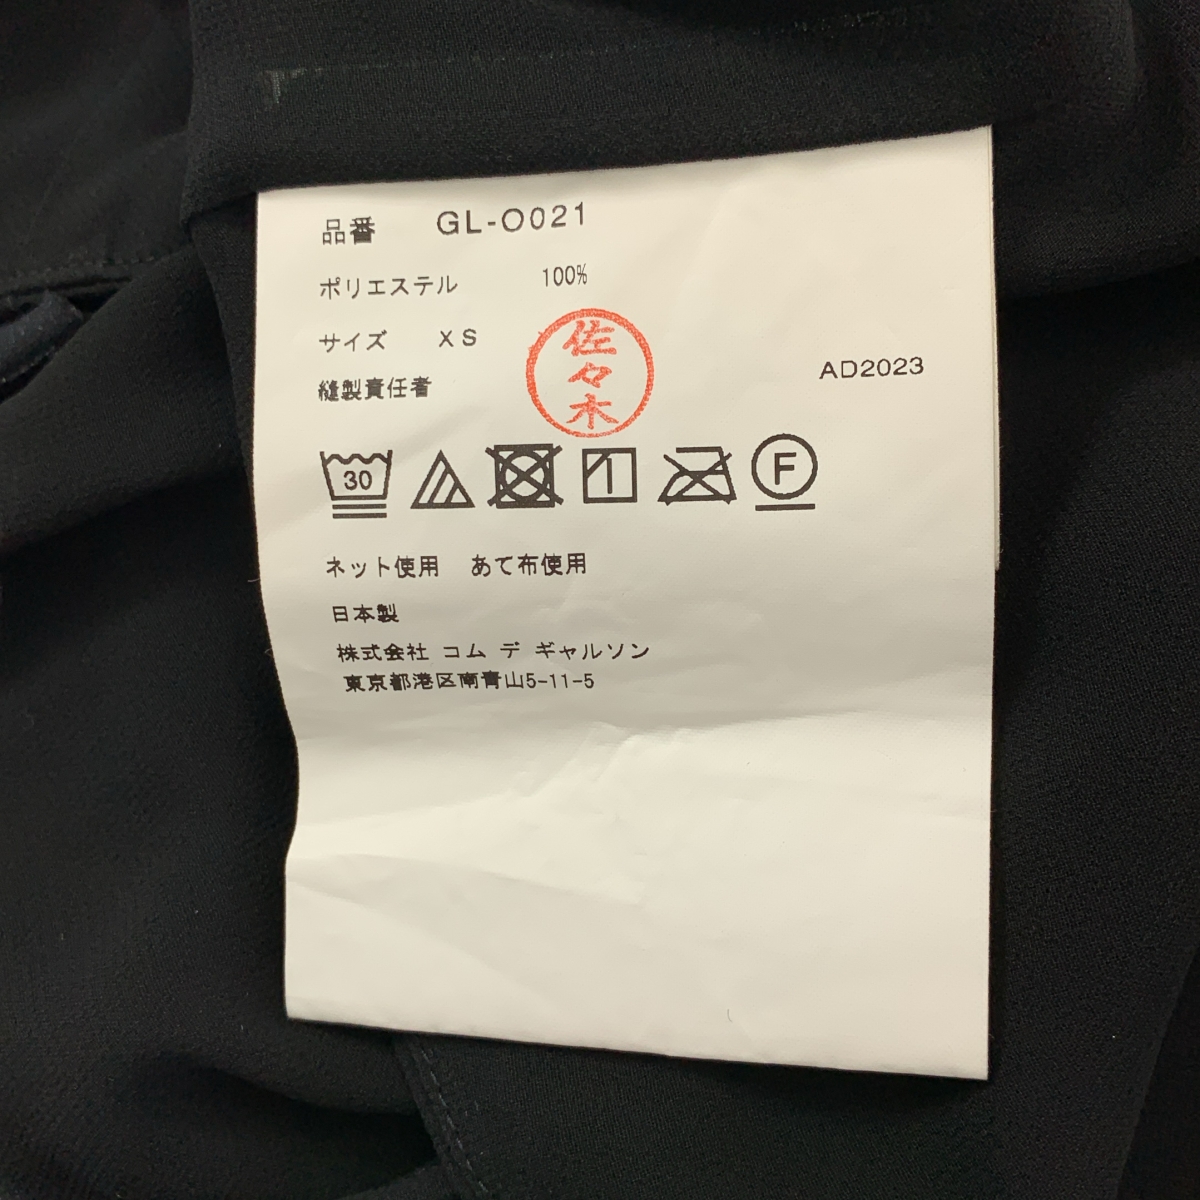 品番 GL-O021
ポリエステル 100%
サイズ XS
縫製責任者
佐々木
AD2023
30
F
ネット使用 あて布使用
日本製
株式会社 コム デ ギャルソン
東京都港区南青山5-11-5